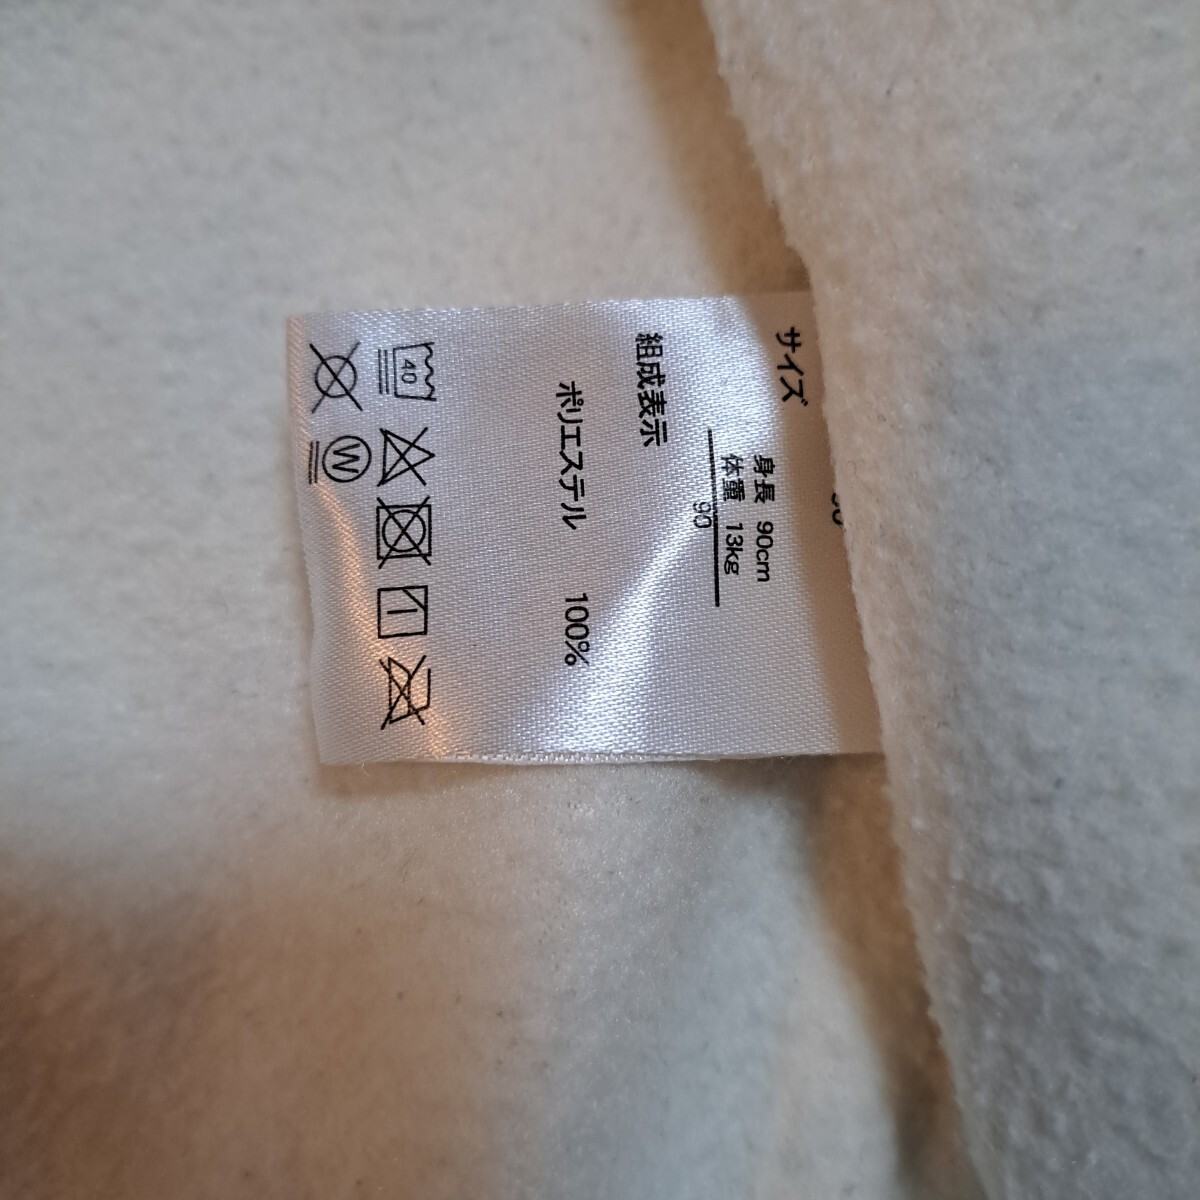 サイズ
身長 90cm
体重 13kg
90
組成表示
ポリエステル 100%
40
W